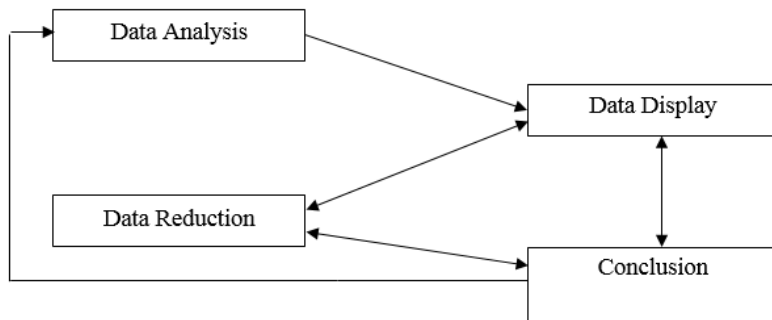 Data Analysis
Data Display
Data Reduction
Conclusion